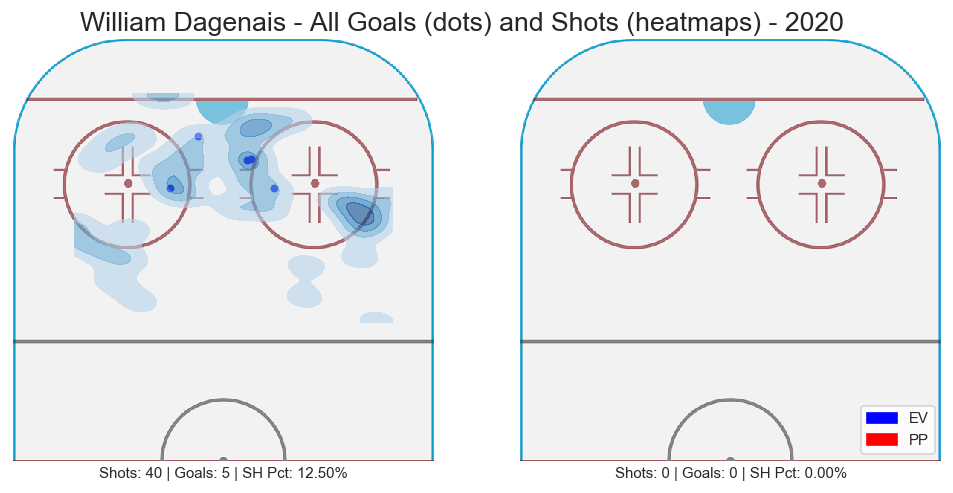 William Dagenais - All Goals (dots) and Shots (heatmaps) - 2020
EV
PP
Shots: 40 | Goals: 5 | SH Pct: 12.50%
Shots: 0 | Goals: 0 | SH Pct: 0.00%